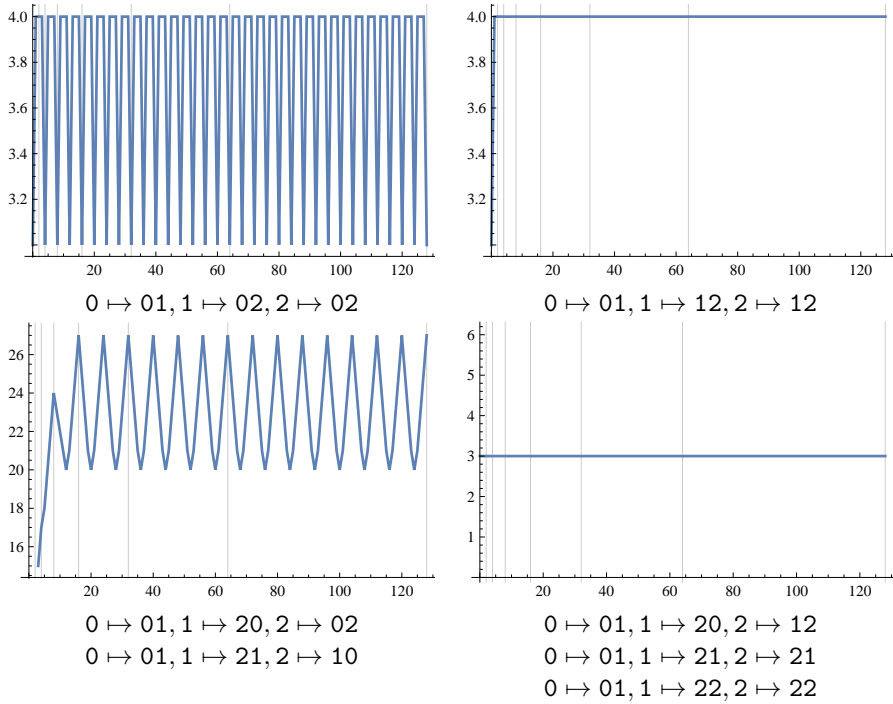 4.0
3.8
3.6
3.4
3.2
20 40 60 80 100 120
0 ↦ 01, 1 ↦ 02, 2 ↦ 02
4.0
3.8
3.6
3.4
3.2
20 40 60 80 100 120
0 ↦ 01, 1 ↦ 12, 2 ↦ 12
26
24
22
20
18
16
20 40 60 80 100 120
0 ↦ 01, 1 ↦ 20, 2 ↦ 02
0 ↦ 01, 1 ↦ 21, 2 ↦ 10
6
5
4
3
2
1
20 40 60 80 100 120
0 ↦ 01, 1 ↦ 20, 2 ↦ 12
0 ↦ 01, 1 ↦ 21, 2 ↦ 21
0 ↦ 01, 1 ↦ 22, 2 ↦ 22